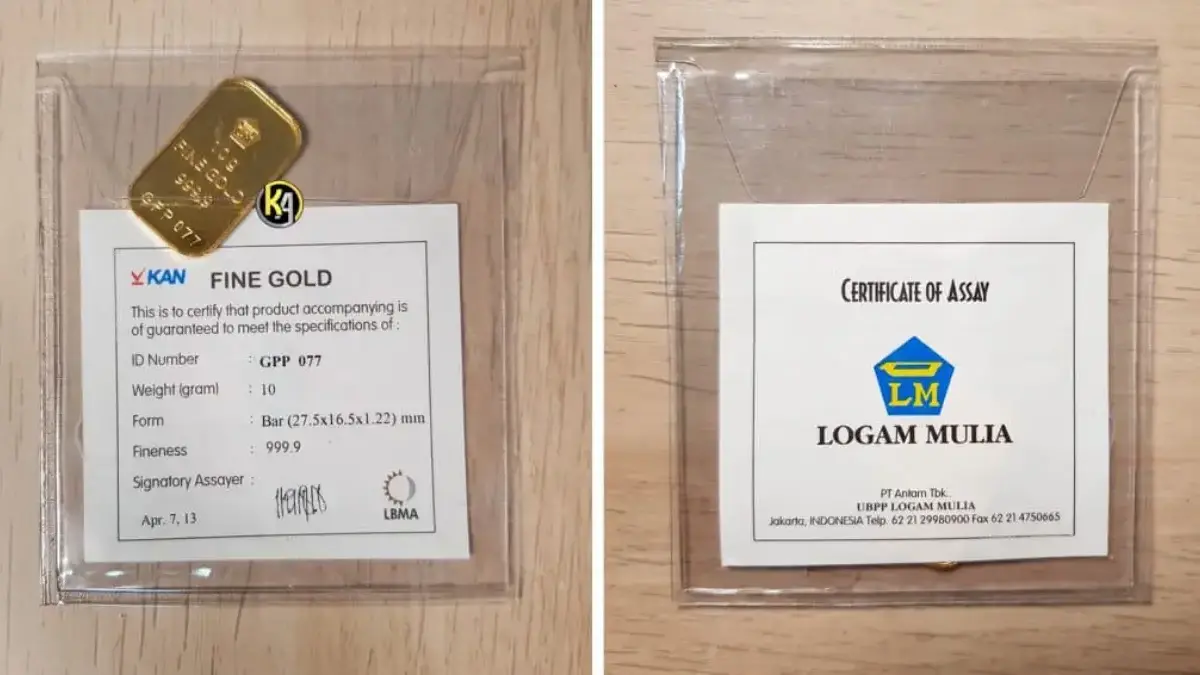 10g
FINE GOLD
999.9
GPP 077
KA
KAN FINE GOLD
This is to certify that product accompanying is
of guaranteed to meet the specifications of :
ID Number : GPP 077
Weight (gram) : 10
Form : Bar (27.5x16.5x1.22) mm
Fineness : 999.9
Signatory Assayer :
Apr. 7, 13
LBMA
CERTIFICATE OF ASSAY
LM
LOGAM MULIA
PT Antam Tbk..
UBPP LOGAM MULIA
Jakarta, INDONESIA Telp. 62 21 29980900 Fax 62 21 4750665